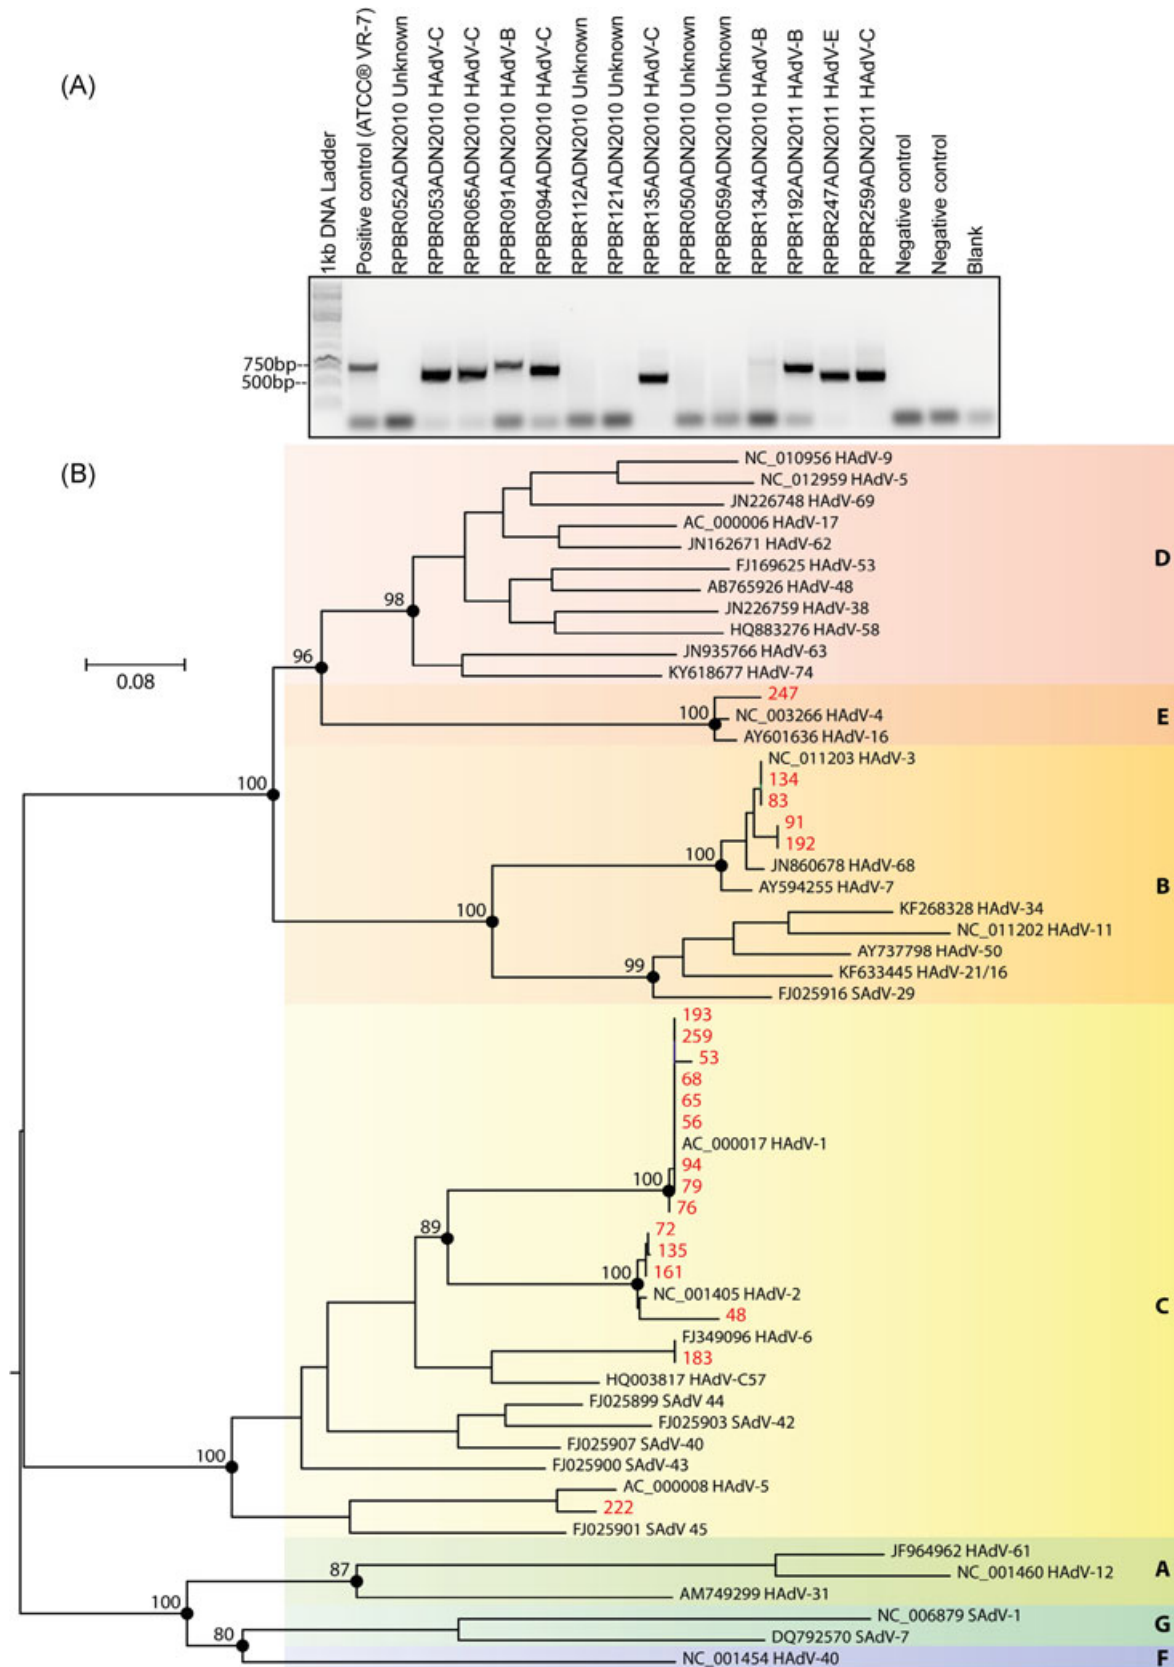 (A)
1kb DNA Ladder
Positive control (ATCC® VR-7)
RPBR052ADN2010 Unknown
RPBR053ADN2010 HAdV-C
RPBR065ADN2010 HAdV-C
RPBR091ADN2010 HAdV-B
RPBR094ADN2010 HAdV-C
RPBR112ADN2010 Unknown
RPBR121ADN2010 Unknown
RPBR135ADN2010 HAdV-C
RPBR050ADN2010 Unknown
RPBR059ADN2010 Unknown
RPBR134ADN2010 HAdV-B
RPBR192ADN2011 HAdV-B
RPBR247ADN2011 HAdV-E
RPBR259ADN2011 HAdV-C
Negative control
Negative control
Blank
750bp--
500bp--
(B)
NC_010956 HAdV-9
NC_012959 HAdV-5
JN226748 HAdV-69
AC_000006 HAdV-17
JN162671 HAdV-62
D
FJ169625 HAdV-53
AB765926 HAdV-48
98
JN226759 HAdV-38
HQ883276 HAdV-58
JN935766 HAdV-63
96
0.08
KY618677 HAdV-74
247
100
NC_003266 HAdV-4
E
AY601636 HAdV-16
NC_011203 HAdV-3
134
100
83
91
192
100
JN860678 HAdV-68
AY594255 HAdV-7
B
100
KF268328 HAdV-34
NC_011202 HAdV-11
AY737798 HAdV-50
99
KF633445 HAdV-21/16
FJ025916 SAdV-29
193
259
53
68
65
56
AC_000017 HAdV-1
94
100
79
76
89
72
135
100
161
NC_001405 HAdV-2
C
48
FJ349096 HAdV-6
183
HQ003817 HAdV-C57
FJ025899 SAdV 44
FJ025903 SAdV-42
FJ025907 SAdV-40
100
FJ025900 SAdV-43
AC_000008 HAdV-5
222
FJ025901 SAdV 45
JF964962 HAdV-61
87
NC_001460 HAdV-12
A
AM749299 HAdV-31
100
NC_006879 SAdV-1
G
80
DQ792570 SAdV-7
NC_001454 HAdV-40
F